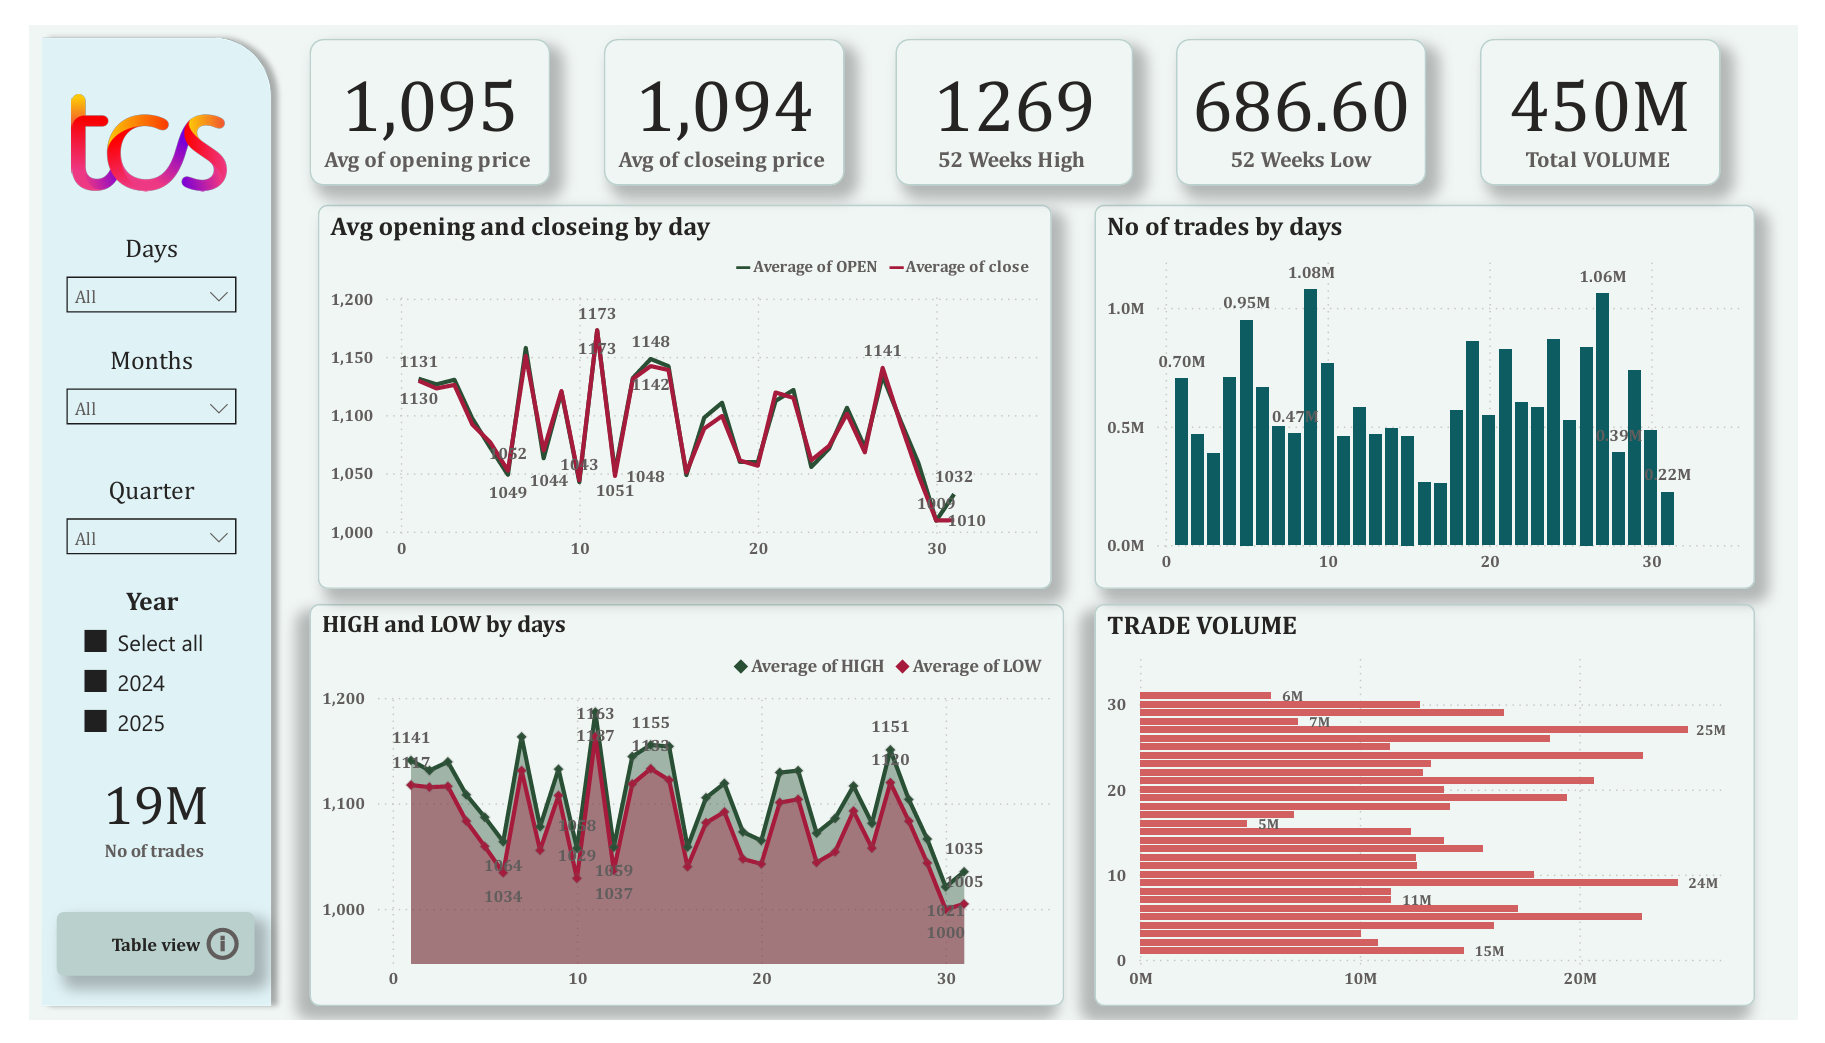 tcs
Days
All
Months
All
Quarter
All
Year
Select all
2024
2025
19M
No of trades
Table view
1,095
Avg of opening price
1,094
Avg of closeing price
1269
52 Weeks High
686.60
52 Weeks Low
450M
Total VOLUME
Avg opening and closeing by day
Average of OPEN Average of close
1,200
1,150
1,100
1,050
1,000
0 10 20 30
1131
1130
1052
1049
1044
1043
1173
1173
1051
1048
1148
1142
1141
1032
1009
1010
No of trades by days
1.0M
0.5M
0.0M
0 10 20 30
0.70M
0.95M
0.47M
1.08M
1.06M
0.39M
0.22M
HIGH and LOW by days
Average of HIGH Average of LOW
1,200
1,100
1,000
0 10 20 30
1141
1117
1064
1034
1058
1029
1163
1187
1059
1037
1155
1133
1151
1120
1035
1005
1021
1000
TRADE VOLUME
30
20
10
0
0M 10M 20M
6M
7M
25M
5M
24M
11M
15M